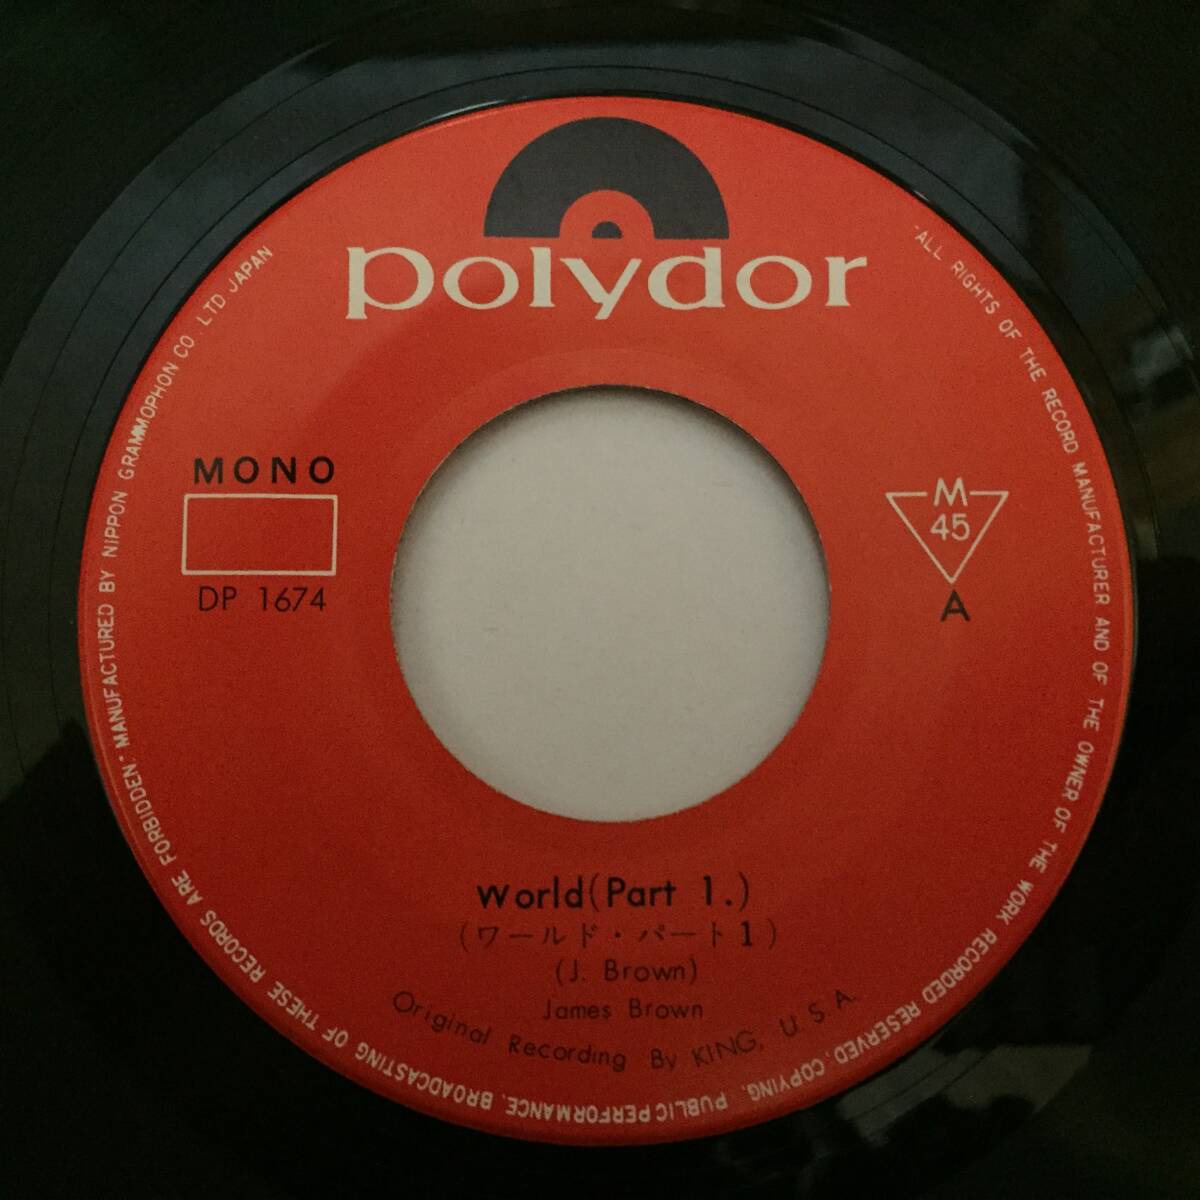 polydor
MONO
DP 1674
M
45
A
World(Part 1.)
(ワールド・パート1)
(J. Brown)
James Brown
Original Recording By KING, U.S.A.
-ALL RIGHTS OF THE RECORD MANUFACTURER AND OF THE OWNER OF THE WORK RECORDED RESERVED. COPYING, PUBLIC PERFORMANCE, BROADCASTING OF THESE RECORDS ARE FORBIDDEN- MANUFACTURED BY NIPPON GRAMMOPHON CO. LTD JAPAN